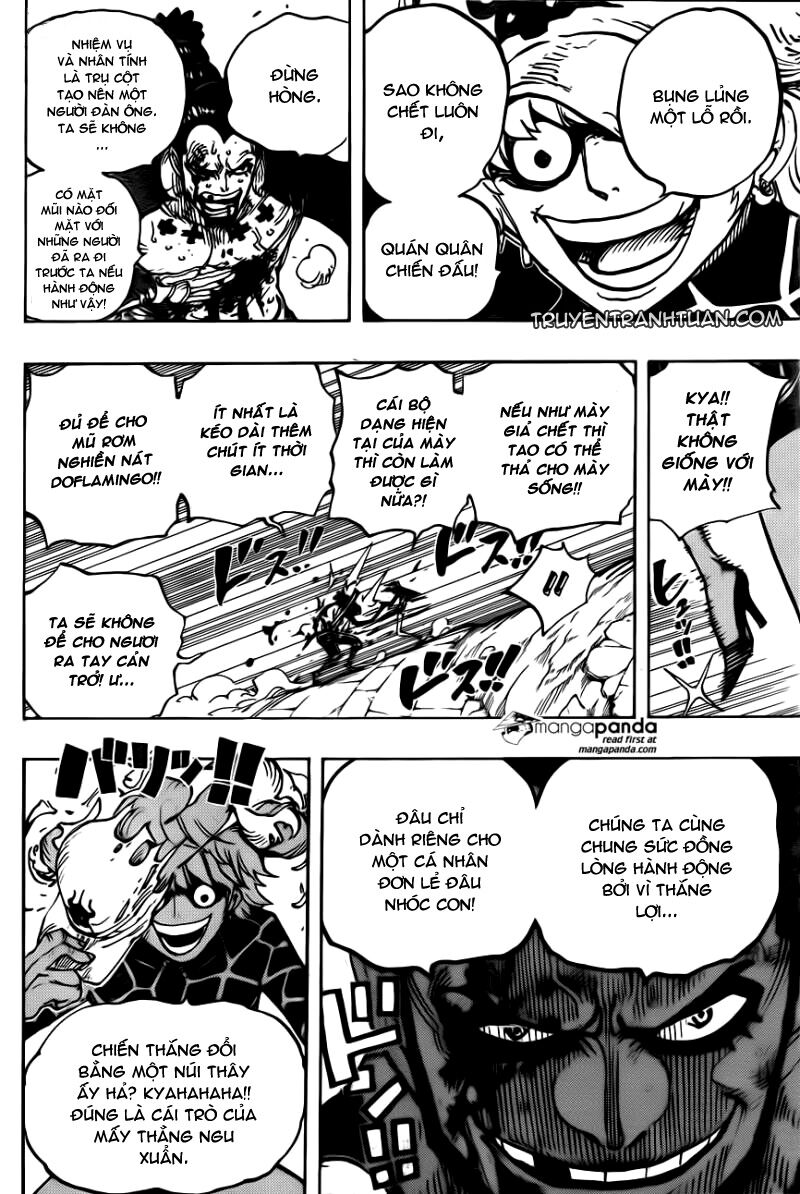 BỤNG LỦNG
MỘT LỖ RỒI.
SAO KHÔNG
CHẾT LUÔN
ĐI,
QUÁN QUÂN
CHIẾN ĐẤU!
ĐỪNG
HÒNG.
NHIỆM VỤ
VÀ NHÂN TÍNH
LÀ TRỤ CỘT
TẠO NÊN MỘT
NGƯỜI ĐÀN ÔNG.
TA SẼ KHÔNG
...
CÓ MẶT
MŨI NÀO ĐỐI
MẶT VỚI
NHỮNG NGƯỜI
ĐÃ RA ĐI
TRƯỚC TA NẾU
HÀNH ĐỘNG
NHƯ VẬY!
TRUYENTRANHTUAN.COM
KYA!!
THẬT
KHÔNG
GIỐNG VỚI
MÀY!!
NẾU NHƯ MÀY
GIẢ CHẾT THÌ
TAO CÓ THỂ
THẢ CHO MÀY
SỐNG!!
CÁI BỘ
DẠNG HIỆN
TẠI CỦA MÀY
THÌ CÒN LÀM
ĐƯỢC GÌ
NỮA?!
ÍT NHẤT LÀ
KÉO DÀI THÊM
CHÚT ÍT THỜI
GIAN...
ĐỦ ĐỂ CHO
MŨ RƠM
NGHIỀN NÁT
DOFLAMINGO!!
!!
ドス!!
ドス!!
ドス!!
TA SẼ KHÔNG
ĐỂ CHO NGƯƠI
RA TAY CẢN
TRỞ! Ư...
mangapanda
read first at
mangapanda.com
CHÚNG TA CÙNG
CHUNG SỨC ĐỒNG
LÒNG HÀNH ĐỘNG
BỞI VÌ THẮNG
LỢI...
ĐÂU CHỈ
DÀNH RIÊNG CHO
MỘT CÁ NHÂN
ĐƠN LẺ ĐÂU
NHÓC CON!
バリッ!!
CHIẾN THẮNG ĐỔI
BẰNG MỘT NÚI THÂY
ẤY HẢ? KYAHAHAHA!!
ĐÚNG LÀ CÁI TRÒ CỦA
MẤY THẰNG NGU
XUẨN.